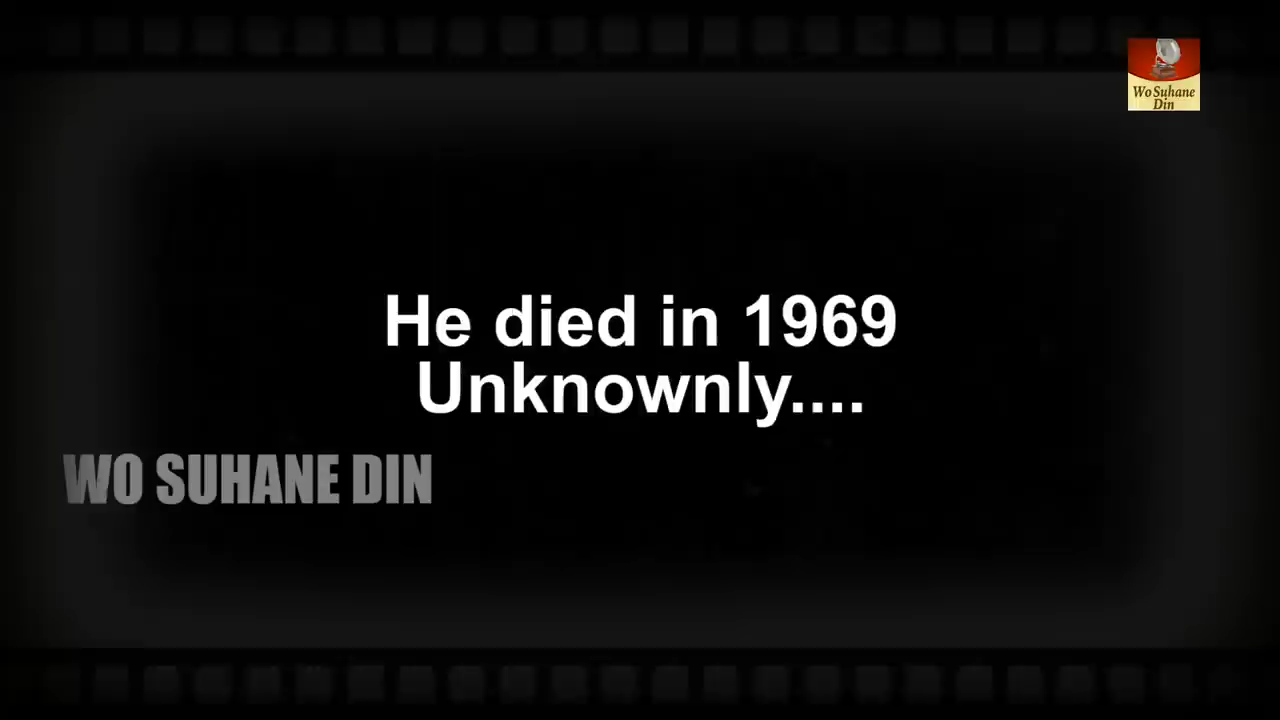 Wo Suhane
Din
He died in 1969
Unknownly....
WO SUHANE DIN